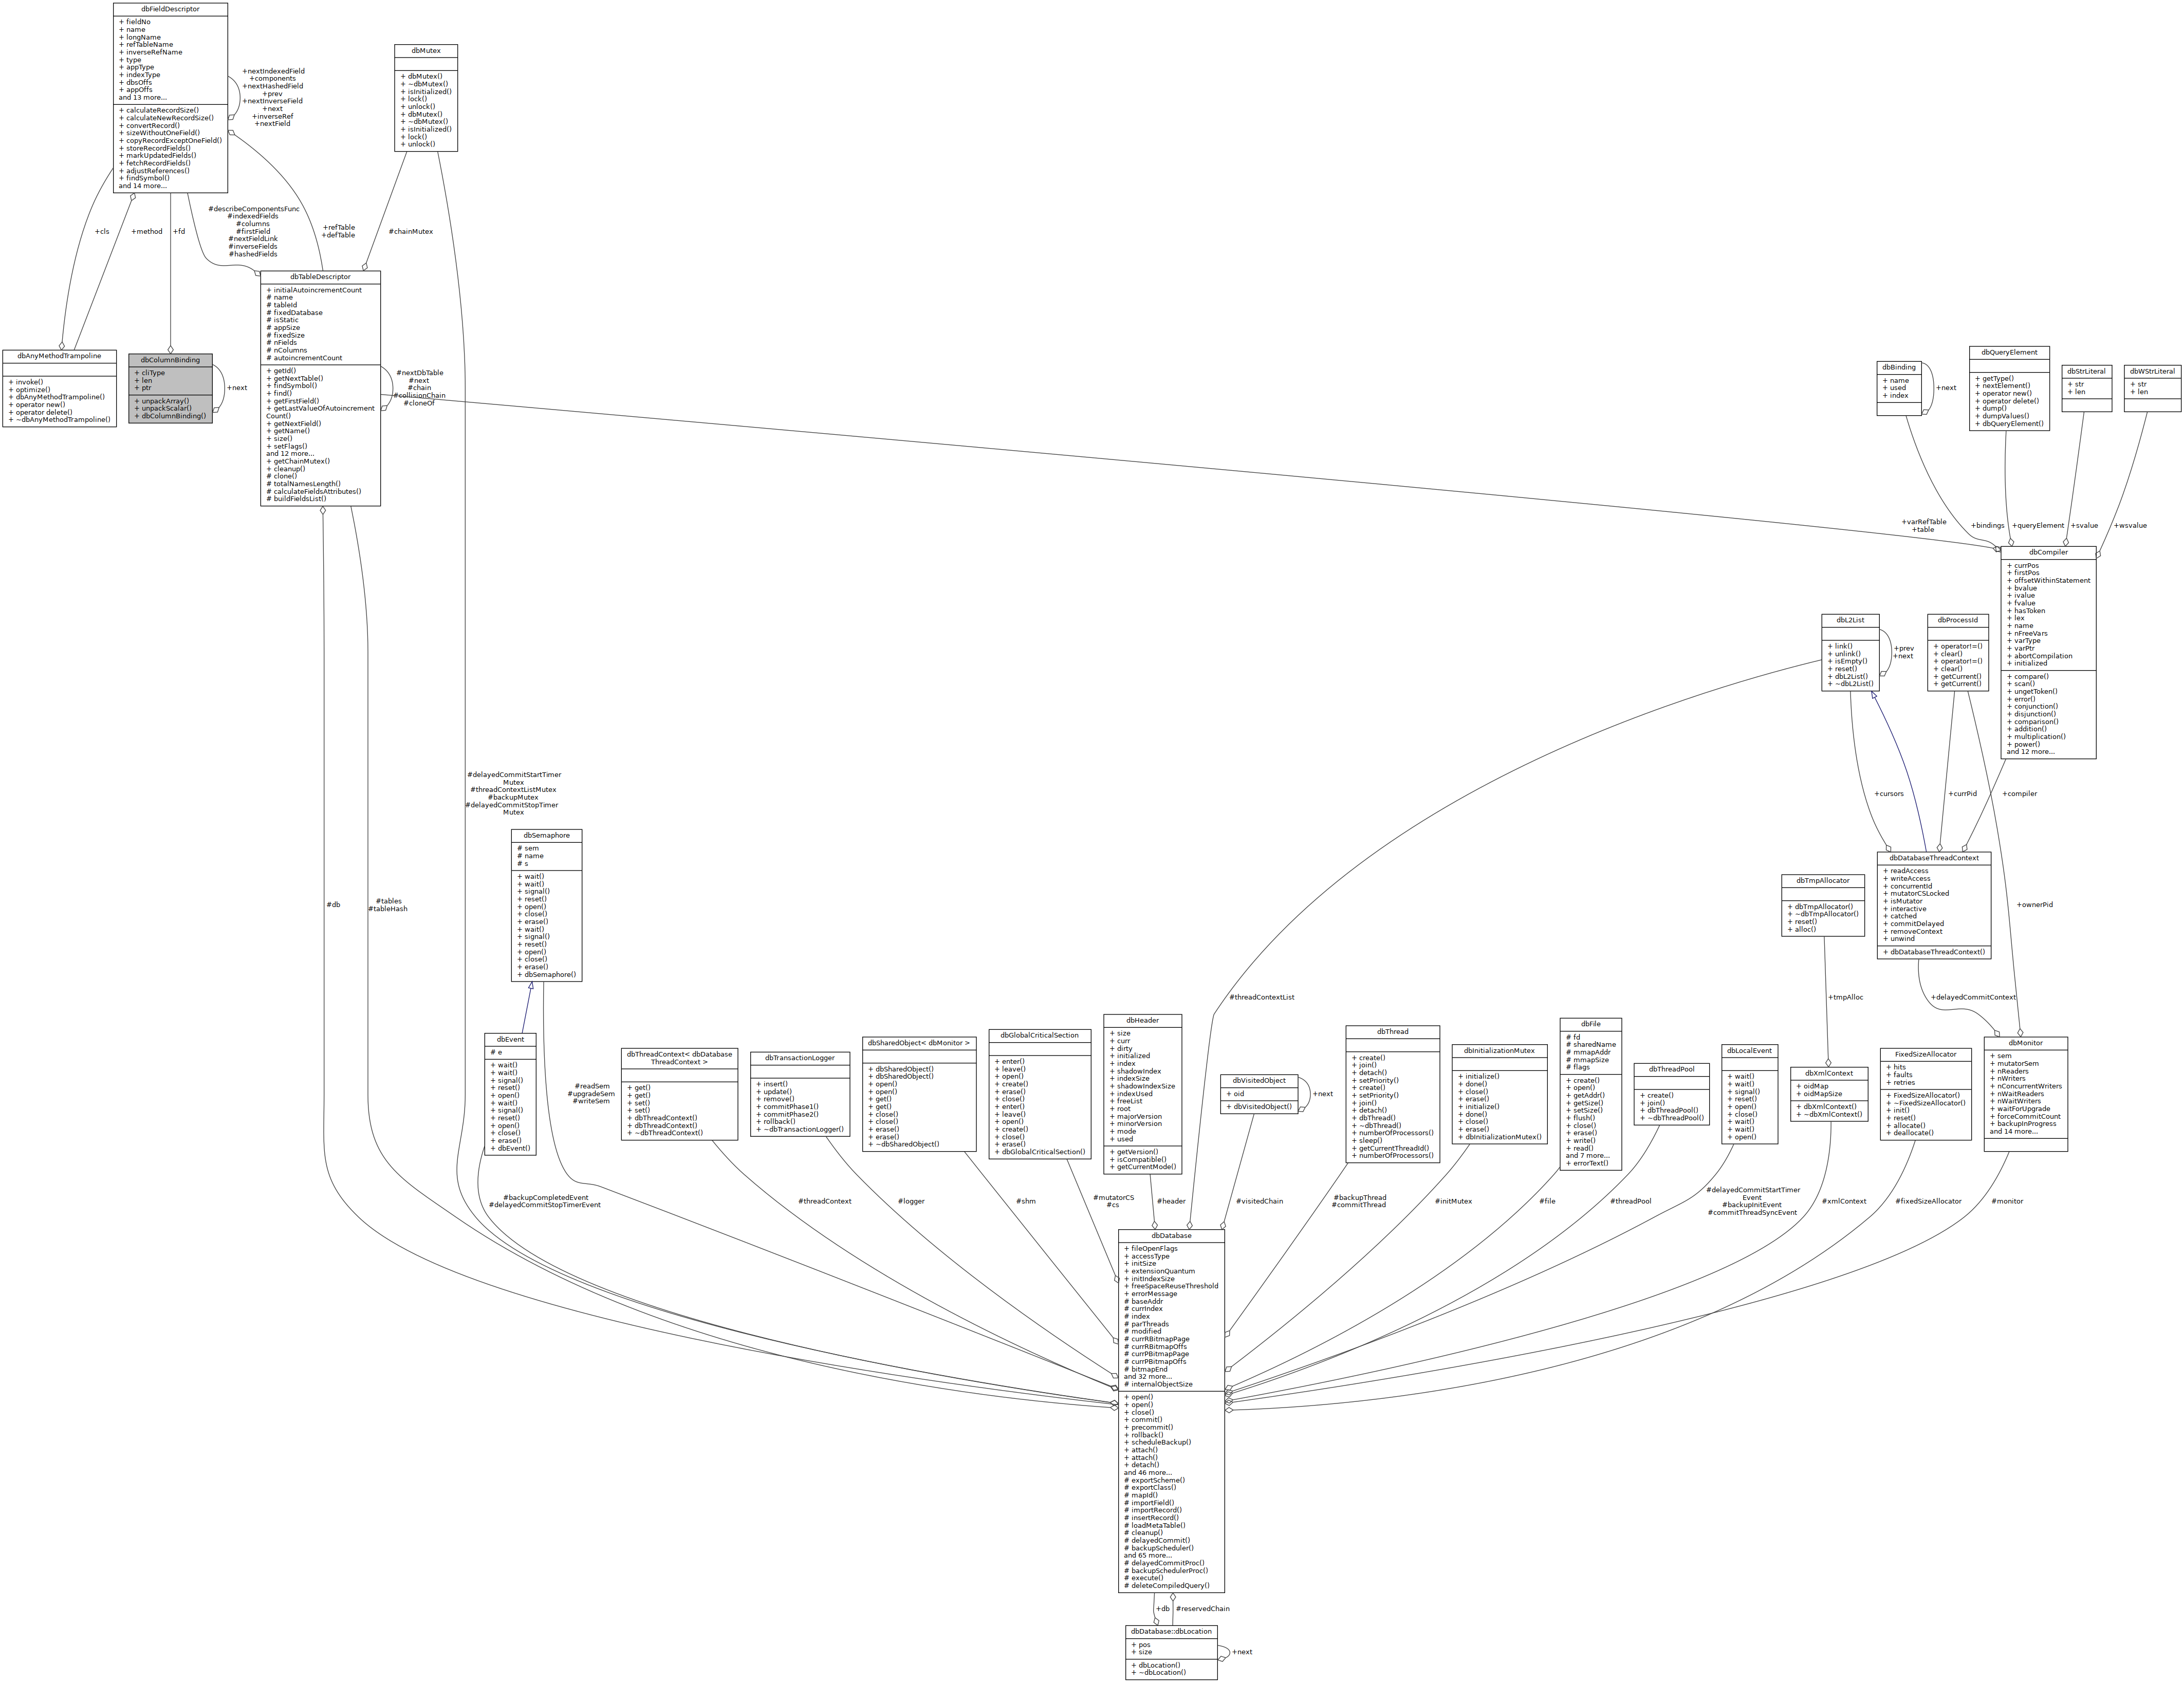 dbFieldDescriptor
+ fieldNo
+ name
+ longName
+ refTableName
+ inverseRefName
+ type
+ appType
+ indexType
+ dbsOffs
+ appOffs
and 13 more...
+ calculateRecordSize()
+ calculateNewRecordSize()
+ convertRecord()
+ sizeWithoutOneField()
+ copyRecordExceptOneField()
+ storeRecordFields()
+ markUpdatedFields()
+ fetchRecordFields()
+ adjustReferences()
+ findSymbol()
and 14 more...
+nextIndexedField
+components
+nextHashedField
+prev
+nextInverseField
+next
+inverseRef
+nextField
dbMutex
+ dbMutex()
+ ~dbMutex()
+ isInitialized()
+ lock()
+ unlock()
+ dbMutex()
+ ~dbMutex()
+ isInitialized()
+ lock()
+ unlock()
+cls
+method
+fd
#describeComponentsFunc
#indexedFields
#columns
#firstField
#nextFieldLink
#inverseFields
#hashedFields
+refTable
+defTable
#chainMutex
dbTableDescriptor
+ initialAutoincrementCount
# name
# tableId
# fixedDatabase
# isStatic
# appSize
# fixedSize
# nFields
# nColumns
# autoincrementCount
+ getId()
+ getNextTable()
+ findSymbol()
+ find()
+ getFirstField()
+ getLastValueOfAutoincrement
Count()
+ getNextField()
+ getName()
+ size()
+ setFlags()
and 12 more...
+ getChainMutex()
+ cleanup()
# clone()
# totalNamesLength()
# calculateFieldsAttributes()
# buildFieldsList()
#nextDbTable
#next
#chain
#collisionChain
#cloneOf
dbAnyMethodTrampoline
+ invoke()
+ optimize()
+ dbAnyMethodTrampoline()
+ operator new()
+ operator delete()
+ ~dbAnyMethodTrampoline()
dbColumnBinding
+ cliType
+ len
+ ptr
+ unpackArray()
+ unpackScalar()
+ dbColumnBinding()
+next
dbBinding
+ name
+ used
+ index
+next
dbQueryElement
+ getType()
+ nextElement()
+ operator new()
+ operator delete()
+ dump()
+ dumpValues()
+ dbQueryElement()
dbStrLiteral
+ str
+ len
dbWStrLiteral
+ str
+ len
+varRefTable
+table
+bindings
+queryElement
+svalue
+wsvalue
dbCompiler
+ currPos
+ firstPos
+ offsetWithinStatement
+ bvalue
+ ivalue
+ fvalue
+ hasToken
+ lex
+ name
+ nFreeVars
+ varType
+ varPtr
+ abortCompilation
+ initialized
+ compare()
+ scan()
+ ungetToken()
+ error()
+ conjunction()
+ disjunction()
+ comparison()
+ addition()
+ multiplication()
+ power()
and 12 more...
dbL2List
+ link()
+ unlink()
+ isEmpty()
+ reset()
+ dbL2List()
+ ~dbL2List()
+prev
+next
dbProcessId
+ operator!=()
+ clear()
+ operator!=()
+ clear()
+ getCurrent()
+ getCurrent()
#delayedCommitStartTimer
Mutex
#threadContextListMutex
#backupMutex
#delayedCommitStopTimer
Mutex
+cursors
+currPid
+compiler
dbSemaphore
# sem
# name
# s
+ wait()
+ wait()
+ signal()
+ reset()
+ open()
+ close()
+ erase()
+ wait()
+ signal()
+ reset()
+ open()
+ close()
+ erase()
+ dbSemaphore()
dbDatabaseThreadContext
+ readAccess
+ writeAccess
+ concurrentId
+ mutatorCSLocked
+ isMutator
+ interactive
+ catched
+ commitDelayed
+ removeContext
+ unwind
+ dbDatabaseThreadContext()
dbTmpAllocator
+ dbTmpAllocator()
+ ~dbTmpAllocator()
+ reset()
+ alloc()
#db
#tables
#tableHash
+ownerPid
#threadContextList
+tmpAlloc
+delayedCommitContext
dbEvent
# e
+ wait()
+ wait()
+ signal()
+ reset()
+ open()
+ wait()
+ signal()
+ reset()
+ open()
+ close()
+ erase()
+ dbEvent()
#readSem
#upgradeSem
#writeSem
dbThreadContext< dbDatabase
ThreadContext >
+ get()
+ get()
+ set()
+ set()
+ dbThreadContext()
+ dbThreadContext()
+ ~dbThreadContext()
dbTransactionLogger
+ insert()
+ update()
+ remove()
+ commitPhase1()
+ commitPhase2()
+ rollback()
+ ~dbTransactionLogger()
dbSharedObject< dbMonitor >
+ dbSharedObject()
+ dbSharedObject()
+ open()
+ open()
+ get()
+ get()
+ close()
+ close()
+ erase()
+ erase()
+ ~dbSharedObject()
dbGlobalCriticalSection
+ enter()
+ leave()
+ open()
+ create()
+ erase()
+ close()
+ enter()
+ leave()
+ open()
+ create()
+ close()
+ erase()
+ dbGlobalCriticalSection()
dbHeader
+ size
+ curr
+ dirty
+ initialized
+ index
+ shadowIndex
+ indexSize
+ shadowIndexSize
+ indexUsed
+ freeList
+ root
+ majorVersion
+ minorVersion
+ mode
+ used
+ getVersion()
+ isCompatible()
+ getCurrentMode()
dbVisitedObject
+ oid
+ dbVisitedObject()
+next
dbThread
+ create()
+ join()
+ detach()
+ setPriority()
+ create()
+ setPriority()
+ join()
+ detach()
+ dbThread()
+ ~dbThread()
+ numberOfProcessors()
+ sleep()
+ getCurrentThreadId()
+ numberOfProcessors()
dbInitializationMutex
+ initialize()
+ done()
+ close()
+ erase()
+ initialize()
+ done()
+ close()
+ erase()
+ dbInitializationMutex()
dbFile
# fd
# sharedName
# mmapAddr
# mmapSize
# flags
+ create()
+ open()
+ getAddr()
+ getSize()
+ setSize()
+ flush()
+ close()
+ erase()
+ write()
+ read()
and 7 more...
+ errorText()
dbThreadPool
+ create()
+ join()
+ dbThreadPool()
+ ~dbThreadPool()
dbLocalEvent
+ wait()
+ wait()
+ signal()
+ reset()
+ open()
+ close()
+ wait()
+ wait()
+ open()
dbXmlContext
+ oidMap
+ oidMapSize
+ dbXmlContext()
+ ~dbXmlContext()
FixedSizeAllocator
+ hits
+ faults
+ retries
+ FixedSizeAllocator()
+ ~FixedSizeAllocator()
+ init()
+ reset()
+ allocate()
+ deallocate()
dbMonitor
+ sem
+ mutatorSem
+ nReaders
+ nWriters
+ nConcurrentWriters
+ nWaitReaders
+ nWaitWriters
+ waitForUpgrade
+ forceCommitCount
+ backupInProgress
and 14 more...
#backupCompletedEvent
#delayedCommitStopTimerEvent
#threadContext
#logger
#shm
#mutatorCS
#cs
#header
#visitedChain
#backupThread
#commitThread
#initMutex
#file
#threadPool
#delayedCommitStartTimer
Event
#backupInitEvent
#commitThreadSyncEvent
#xmlContext
#fixedSizeAllocator
#monitor
dbDatabase
+ fileOpenFlags
+ accessType
+ initSize
+ extensionQuantum
+ initIndexSize
+ freeSpaceReuseThreshold
+ errorMessage
# baseAddr
# currIndex
# index
# parThreads
# modified
# currRBitmapPage
# currRBitmapOffs
# currPBitmapPage
# currPBitmapOffs
# bitmapEnd
and 32 more...
# internalObjectSize
+ open()
+ open()
+ close()
+ commit()
+ precommit()
+ rollback()
+ scheduleBackup()
+ attach()
+ attach()
+ detach()
and 46 more...
# exportScheme()
# exportClass()
# mapId()
# importField()
# importRecord()
# insertRecord()
# loadMetaTable()
# cleanup()
# delayedCommit()
# backupScheduler()
and 65 more...
# delayedCommitProc()
# backupSchedulerProc()
# execute()
# deleteCompiledQuery()
+db
#reservedChain
dbDatabase::dbLocation
+ pos
+ size
+ dbLocation()
+ ~dbLocation()
+next